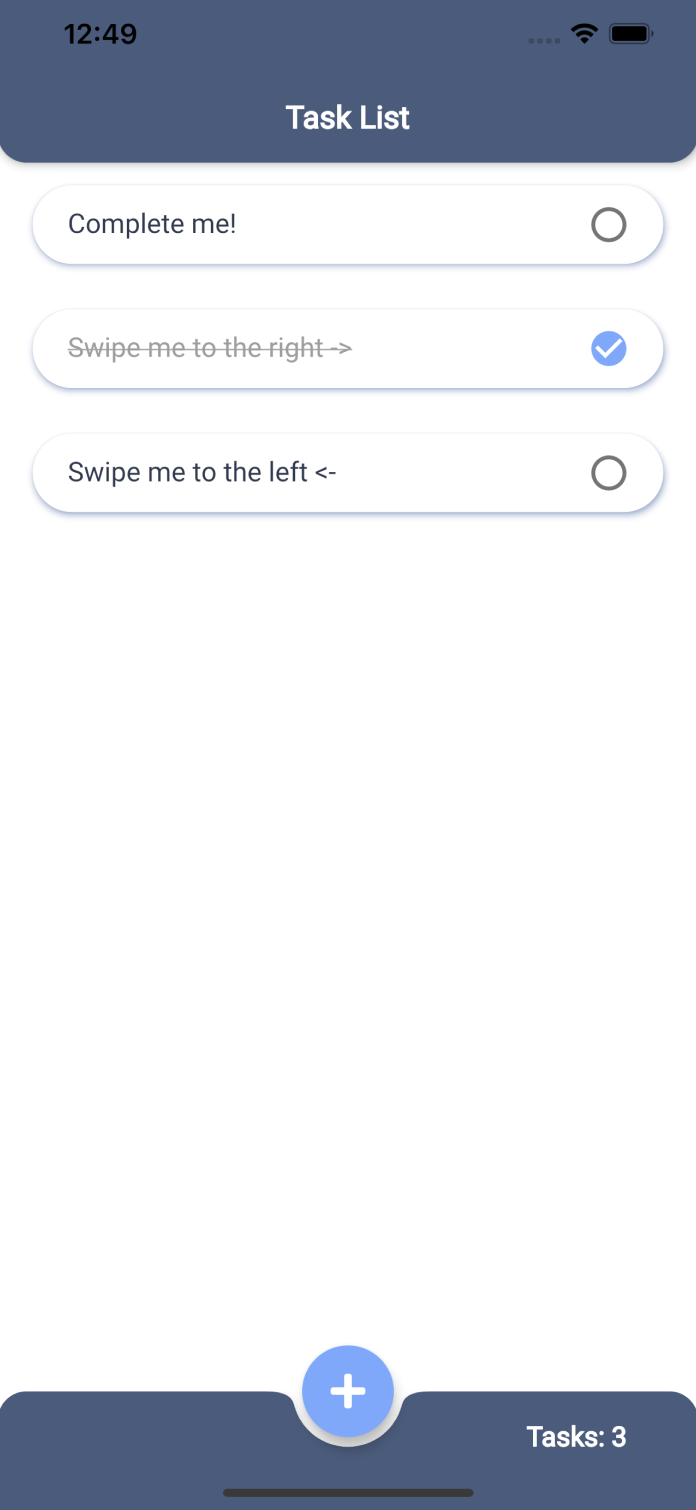 12:49
Task List
Complete me!
Swipe me to the right ->
Swipe me to the left <-
Tasks: 3